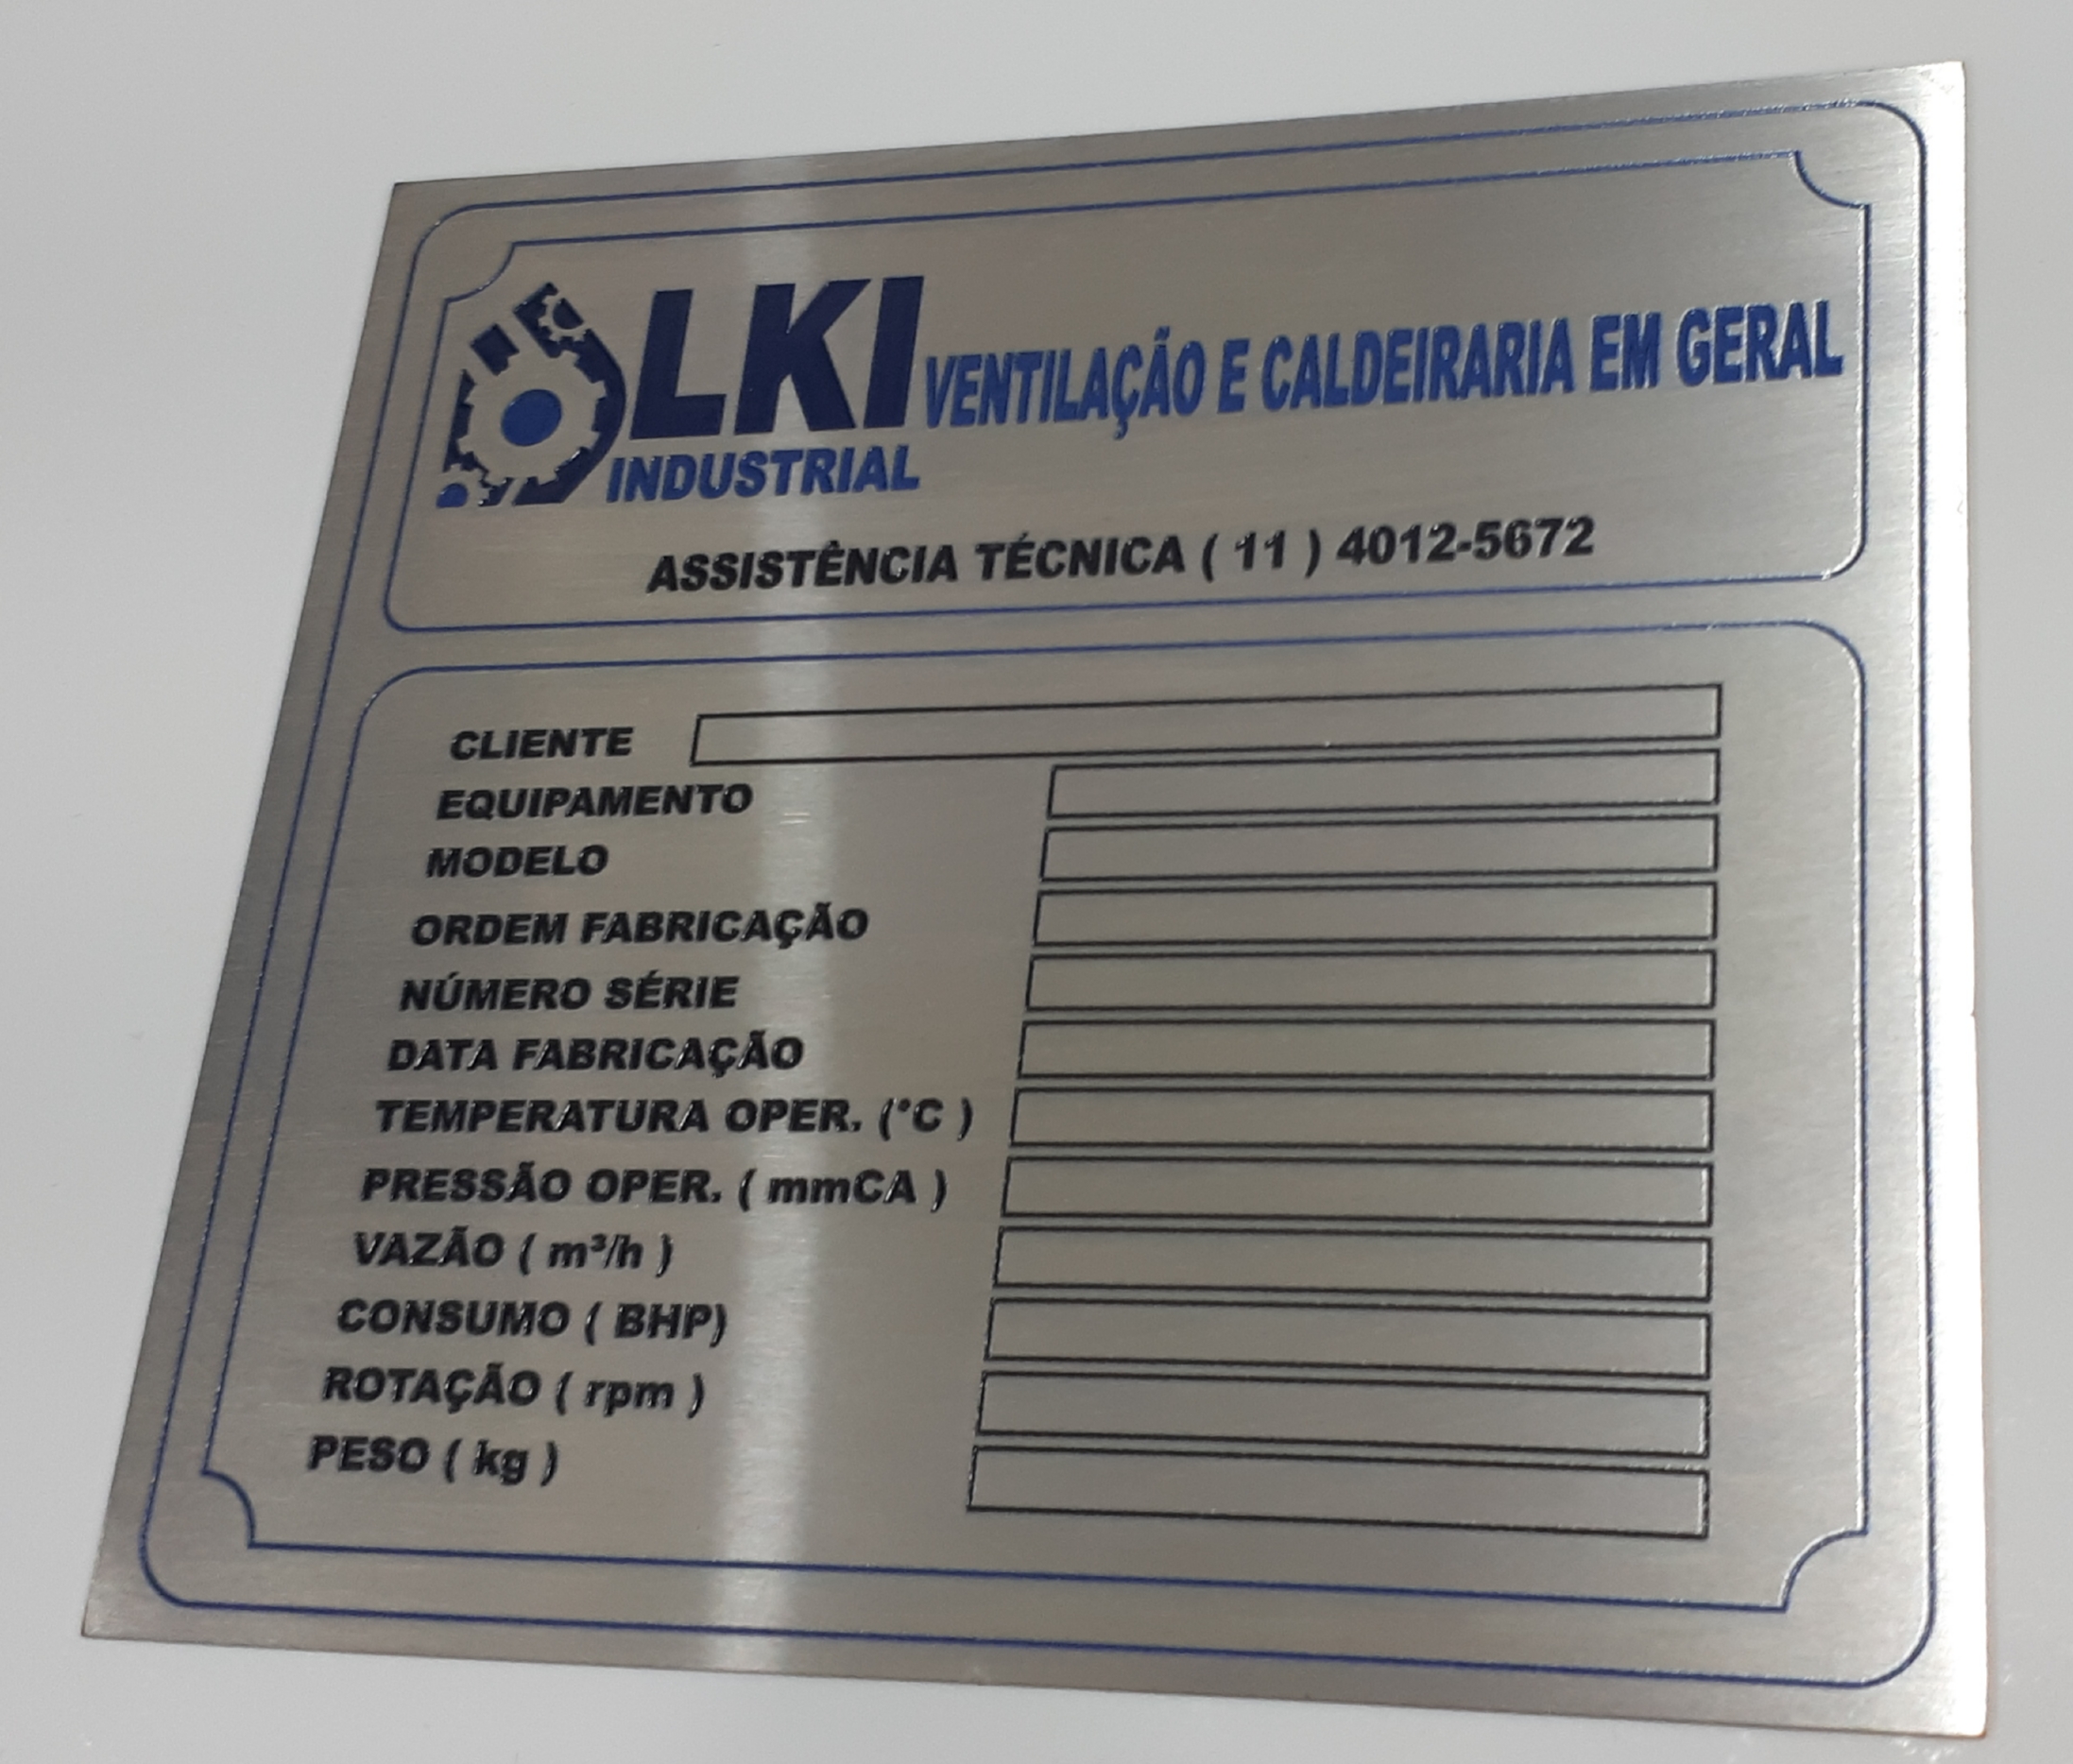 LKI VENTILAÇÃO E CALDEIRARIA EM GERAL
INDUSTRIAL
ASSISTÊNCIA TÉCNICA ( 11 ) 4012-5672
CLIENTE
EQUIPAMENTO
MODELO
ORDEM FABRICAÇÃO
NÚMERO SÉRIE
DATA FABRICAÇÃO
TEMPERATURA OPER. (°C )
PRESSÃO OPER. ( mmCA )
VAZÃO ( m³/h )
CONSUMO ( BHP)
ROTAÇÃO ( rpm )
PESO ( kg )